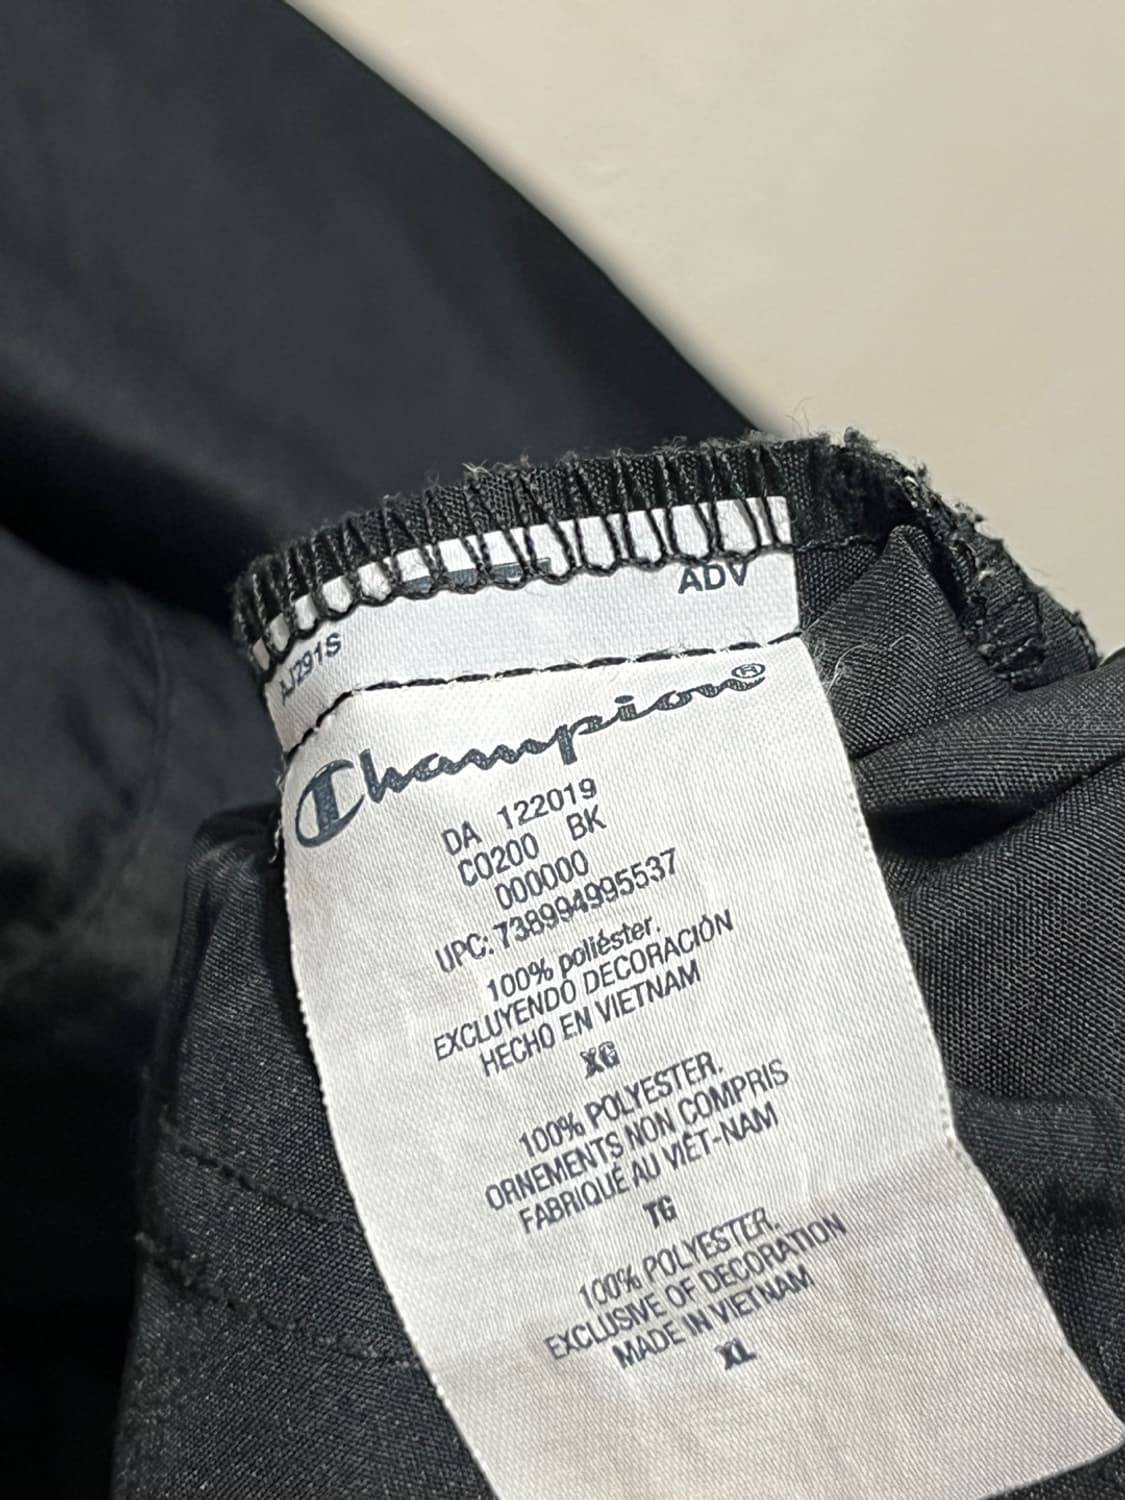 ADV
AJ291S
Champion®
DA 122019
C0200 BK
000000
UPC: 738994995537
100% poliéster.
EXCLUYENDO DECORACIÓN
HECHO EN VIETNAM
XG
100% POLYESTER.
ORNEMENTS NON COMPRIS
FABRIQUÉ AU VIÊT-NAM
TG
100% POLYESTER.
EXCLUSIVE OF DECORATION
MADE IN VIETNAM
XL